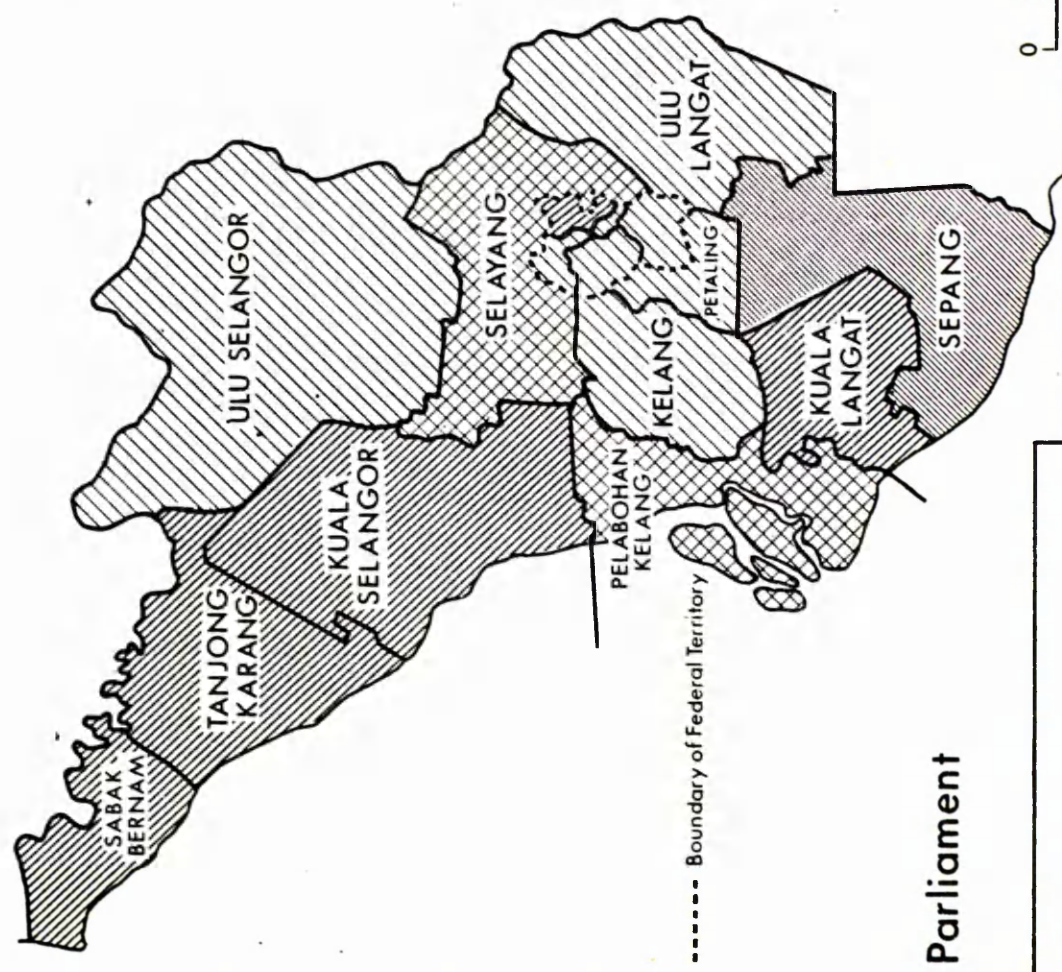 SABAK-
BERNAM
TANJONG
KARANG
KUALA
SELANGOR
ULU SELANGOR
SELAYANG
PELABOHAN
KELANG
KELANG
PETALING
ULU
LANGAT
KUALA
LANGAT
SEPANG
Boundary of Federal Territory
Parliament
0